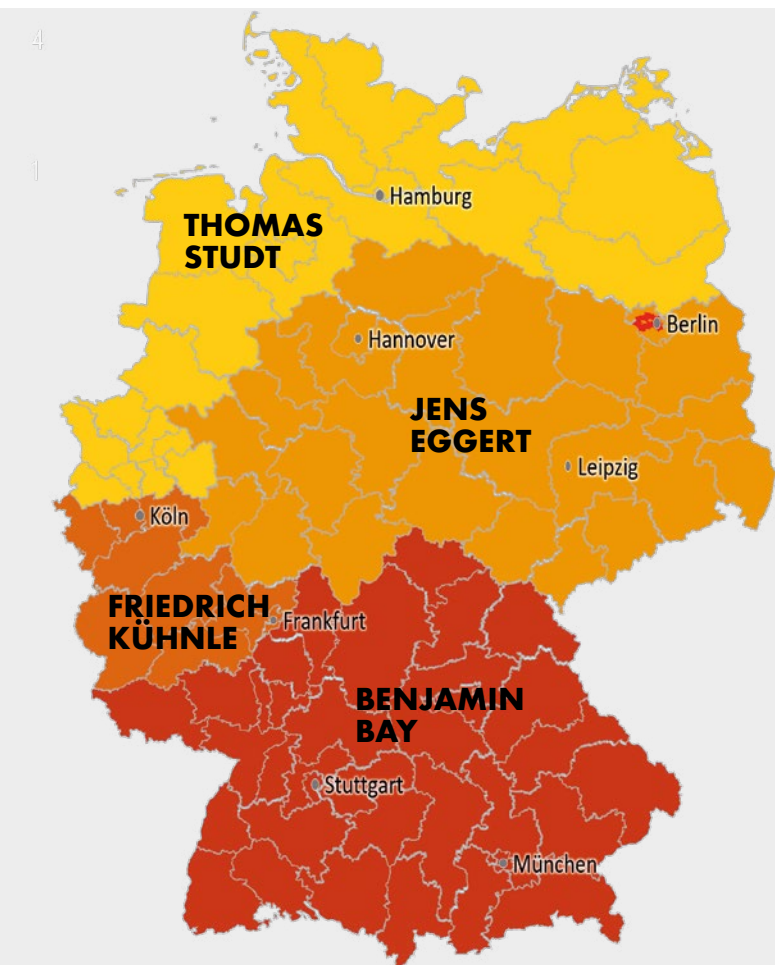 4
1
Hamburg
THOMAS
STUDT
Berlin
Hannover
JENS
EGGERT
Leipzig
Köln
FRIEDRICH
KÜHNLE
Frankfurt
BENJAMIN
BAY
Stuttgart
München